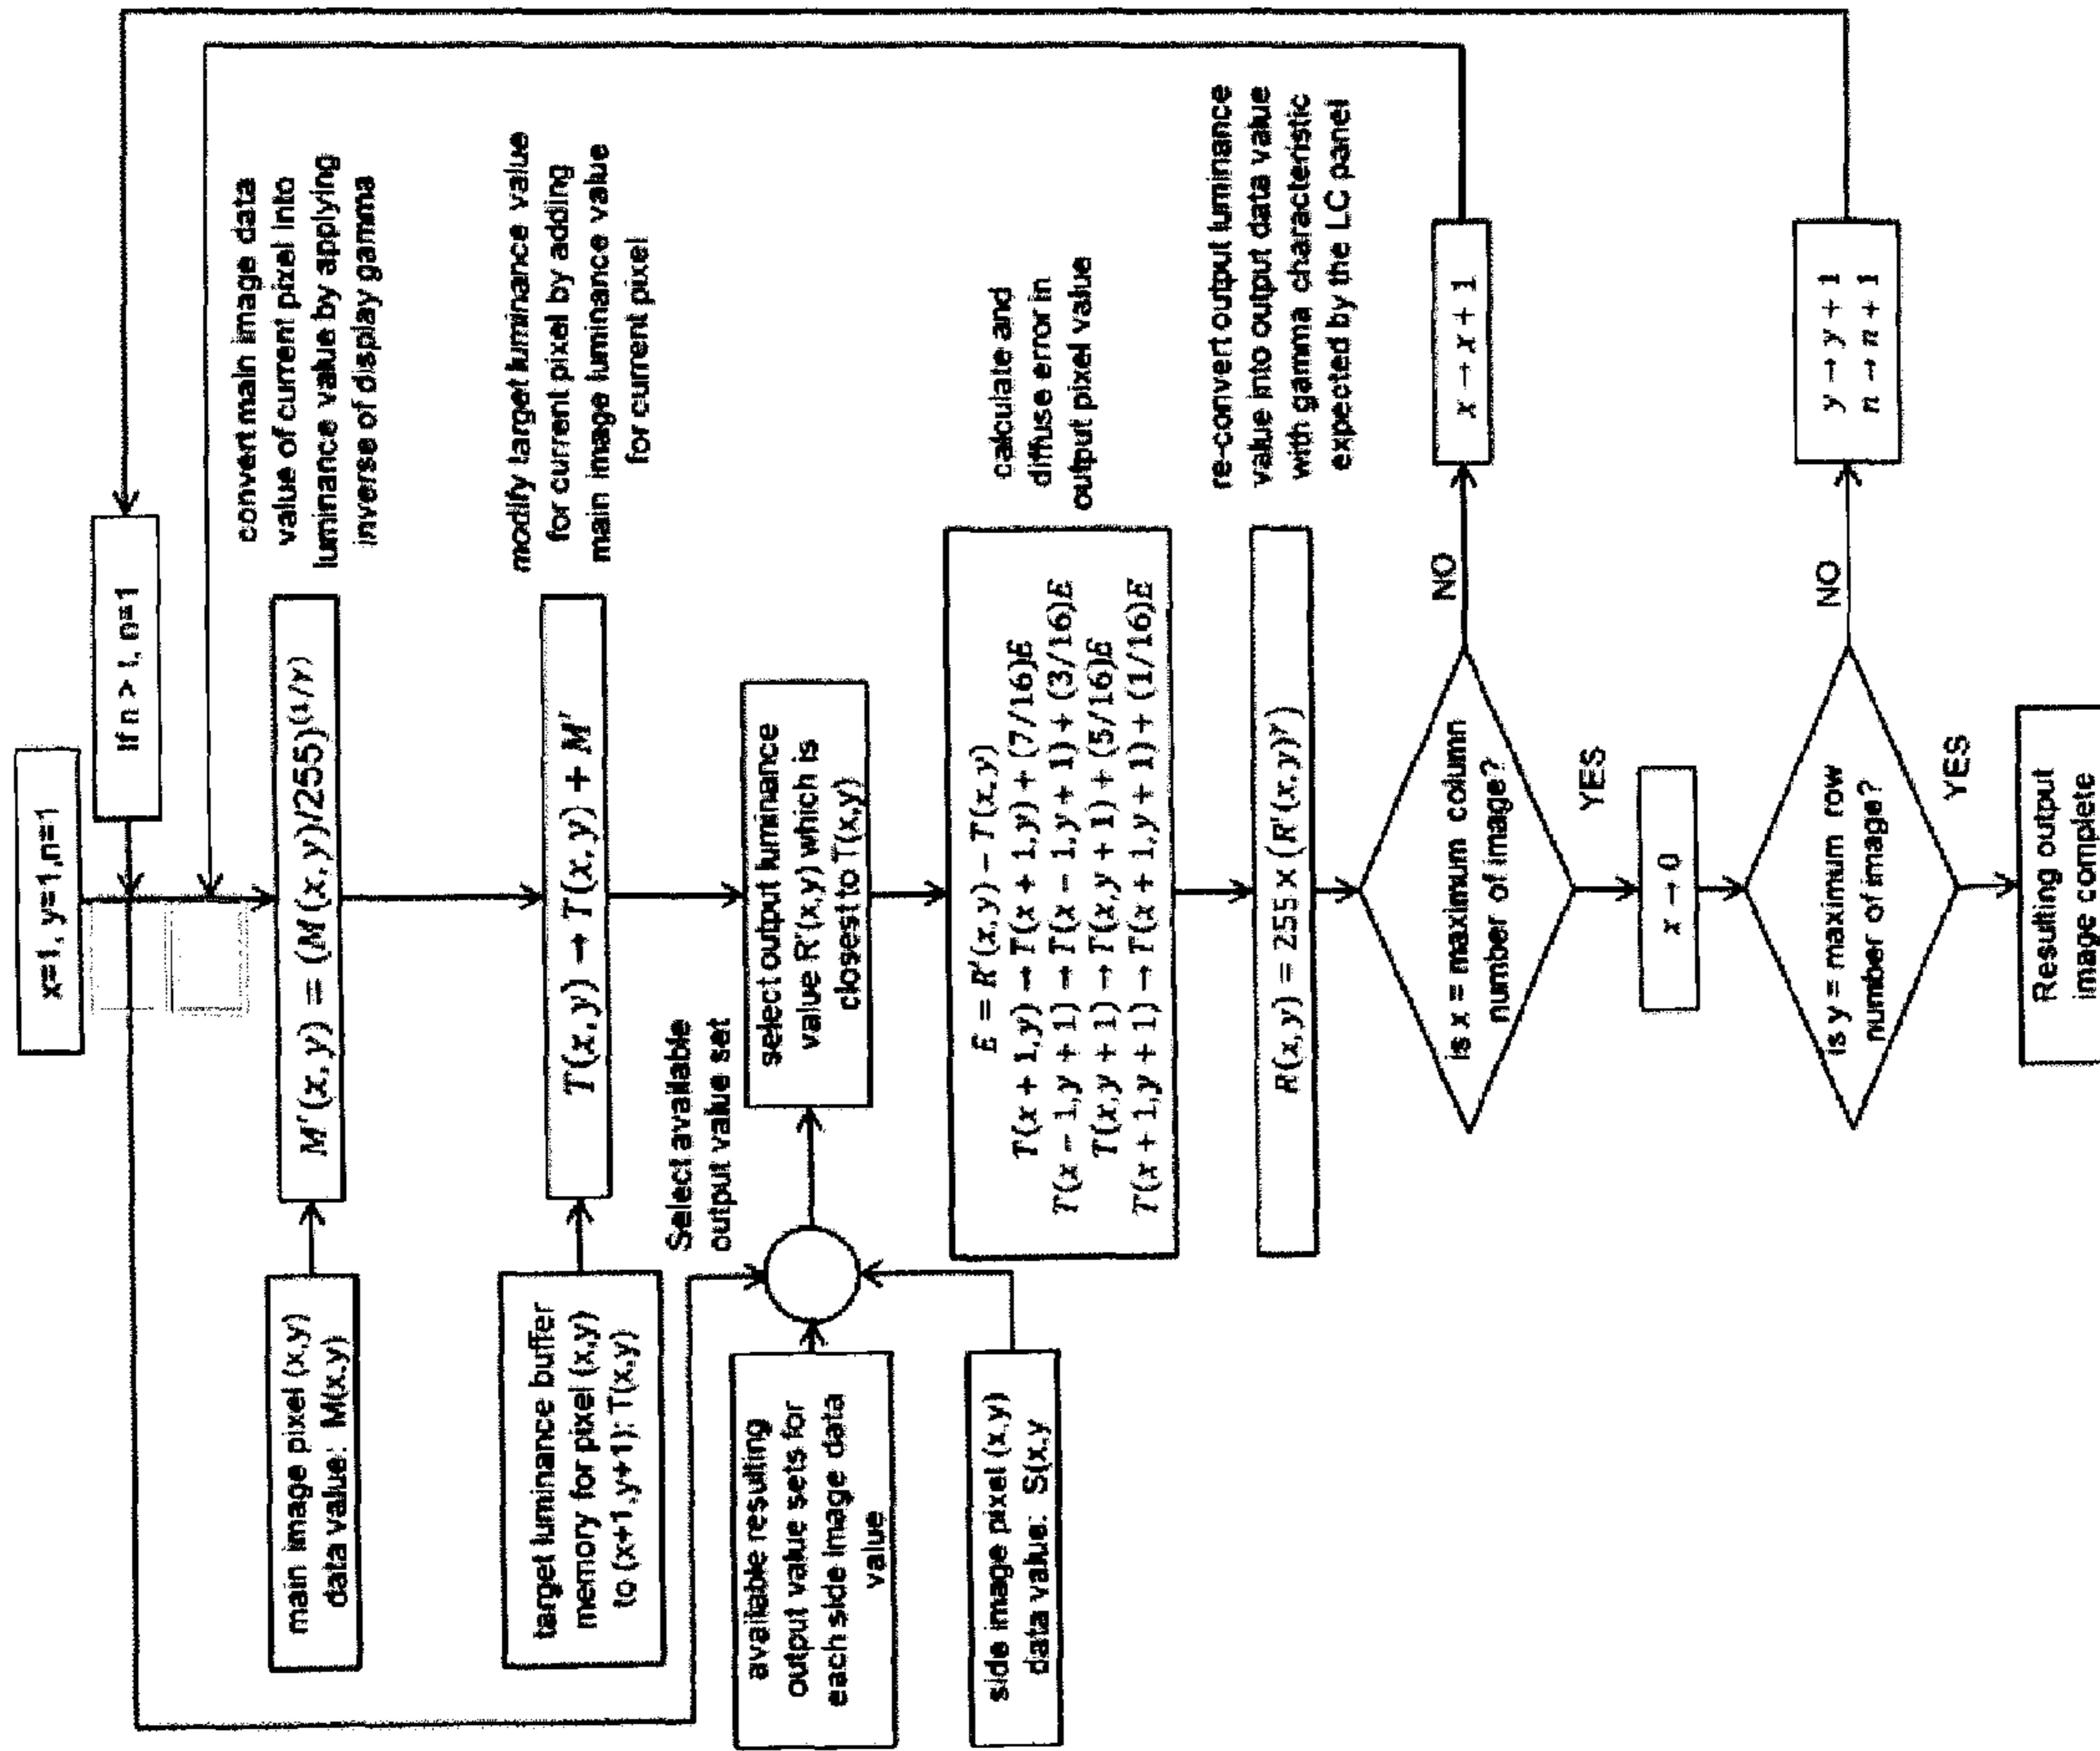 x=1, y=1,n=1
If n > 1, n=1
main image pixel (x,y)
data value: M(x,y)
M'(x,y) = (M(x,y)/255)^(1/γ)
convert main image data
value of current pixel into
luminance value by applying
inverse of display gamma
target luminance buffer
memory for pixel (x,y)
to (x+1,y+1): T(x,y)
T(x,y) → T(x,y) + M'
modify target luminance value
for current pixel by adding
main image luminance value
for current pixel
Select available
output value set
available resulting
output value sets for
each side image data
value
select output luminance
value R'(x,y) which is
closest to T(x,y)
side image pixel (x,y)
data value: S(x,y
E = R'(x,y) − T(x,y)
T(x + 1,y) → T(x + 1,y) + (7/16)E
T(x − 1,y + 1) → T(x − 1,y + 1) + (3/16)E
T(x,y + 1) → T(x,y + 1) + (5/16)E
T(x + 1,y + 1) → T(x + 1,y + 1) + (1/16)E
calculate and
diffuse error in
output pixel value
R(x,y) = 255 x (R'(x,y)^γ)
re-convert output luminance
value into output data value
with gamma characteristic
expected by the LC panel
is x = maximum column
number of image?
NO
x → x + 1
YES
x → 0
is y = maximum row
number of image?
NO
y → y + 1
n → n + 1
YES
Resulting output
image complete